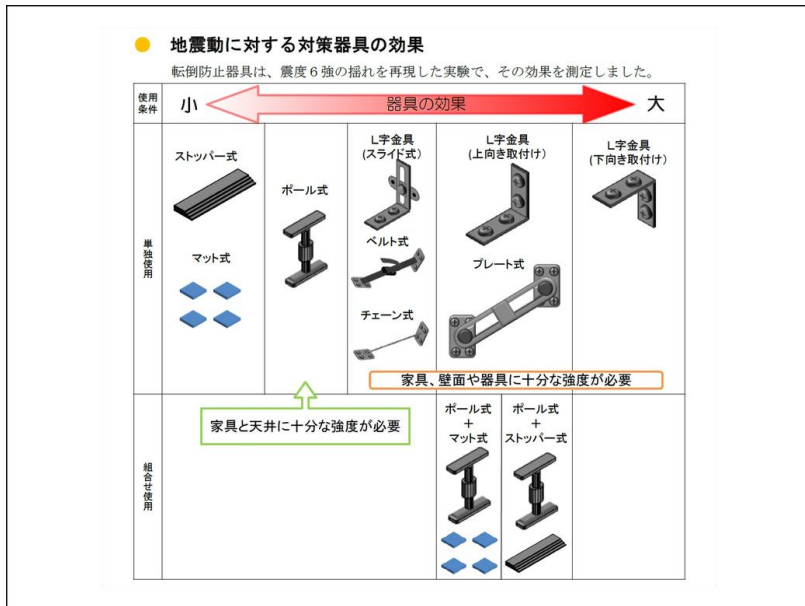 地震動に対する対策器具の効果
転倒防止器具は、震度６強の揺れを再現した実験で、その効果を測定しました。
使用
条件
小
器具の効果
大
単独使用
ストッパー式
マット式
ポール式
L字金具
(スライド式)
ベルト式
チェーン式
L字金具
(上向き取付け)
プレート式
L字金具
(下向き取付け)
家具、壁面や器具に十分な強度が必要
家具と天井に十分な強度が必要
組合せ使用
ポール式
+
マット式
ポール式
+
ストッパー式